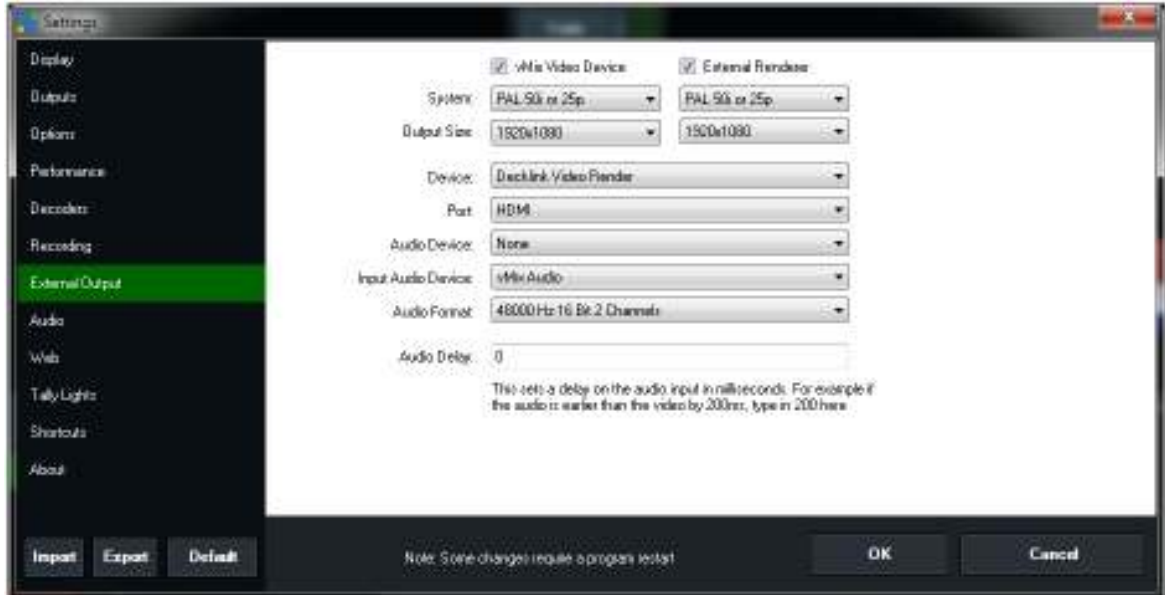 Settings
Display
Outputs
Options
Performance
Decoders
Recording
External Output
Audio
Web
Tally Lights
Shortcuts
About
Import Export Default
vMix Video Device External Renderer
System: PAL 50i or 25p PAL 50i or 25p
Output Size: 1920x1080 1920x1080
Device: Decklink Video Render
Port: HDMI
Audio Device: None
Input Audio Device: vMix Audio
Audio Format: 48000 Hz 16 Bit 2 Channels
Audio Delay: 0
This sets a delay on the audio input in milliseconds. For example if
the audio is earlier than the video by 200ms, type in 200 here
Note: Some changes require a program restart
OK Cancel